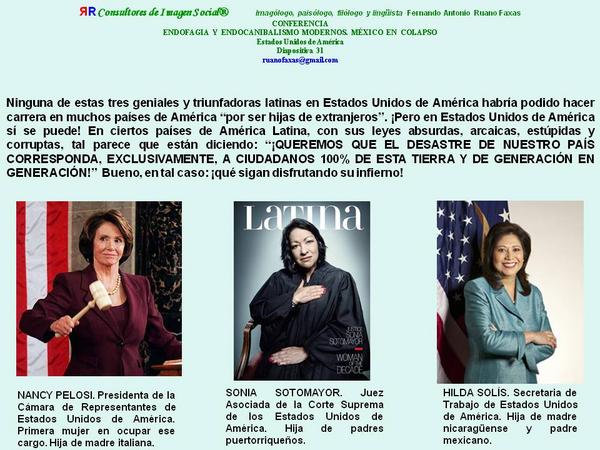 ЯR Consultores de Imagen Social® Imagólogo, paisólogo, filólogo y lingüista Fernando Antonio Ruano Faxas
CONFERENCIA
ENDOFAGIA Y ENDOCANIBALISMO MODERNOS. MÉXICO EN COLAPSO
Estados Unidos de América
Diapositiva 31
ruanofaxas@gmail.com
Ninguna de estas tres geniales y triunfadoras latinas en Estados Unidos de América habría podido hacer
carrera en muchos países de América “por ser hijas de extranjeros”. ¡Pero en Estados Unidos de América
sí se puede! En ciertos países de América Latina, con sus leyes absurdas, arcaicas, estúpidas y
corruptas, tal parece que están diciendo: “¡QUEREMOS QUE EL DESASTRE DE NUESTRO PAÍS
CORRESPONDA, EXCLUSIVAMENTE, A CIUDADANOS 100% DE ESTA TIERRA Y DE GENERACIÓN EN
GENERACIÓN!” Bueno, en tal caso: ¡qué sigan disfrutando su infierno!
LATINA
JUSTICE
SONIA
SOTOMAYOR
WOMAN
OF THE
DECADE
NANCY PELOSI. Presidenta de la
Cámara de Representantes de
Estados Unidos de América.
Primera mujer en ocupar ese
cargo. Hija de madre italiana.
SONIA SOTOMAYOR. Juez
Asociada de la Corte Suprema
de los Estados Unidos de
América. Hija de padres
puertorriqueños.
HILDA SOLÍS. Secretaria de
Trabajo de Estados Unidos
de América. Hija de madre
nicaragüense y padre
mexicano.